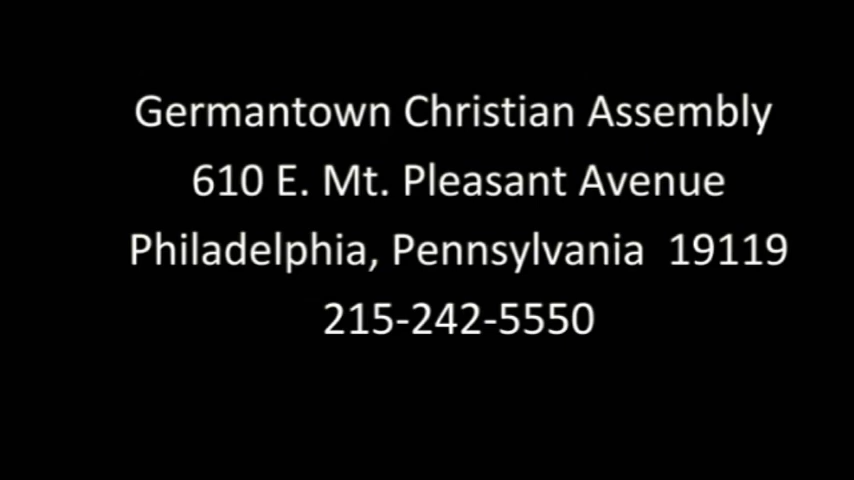 Germantown Christian Assembly
610 E. Mt. Pleasant Avenue
Philadelphia, Pennsylvania  19119
215-242-5550